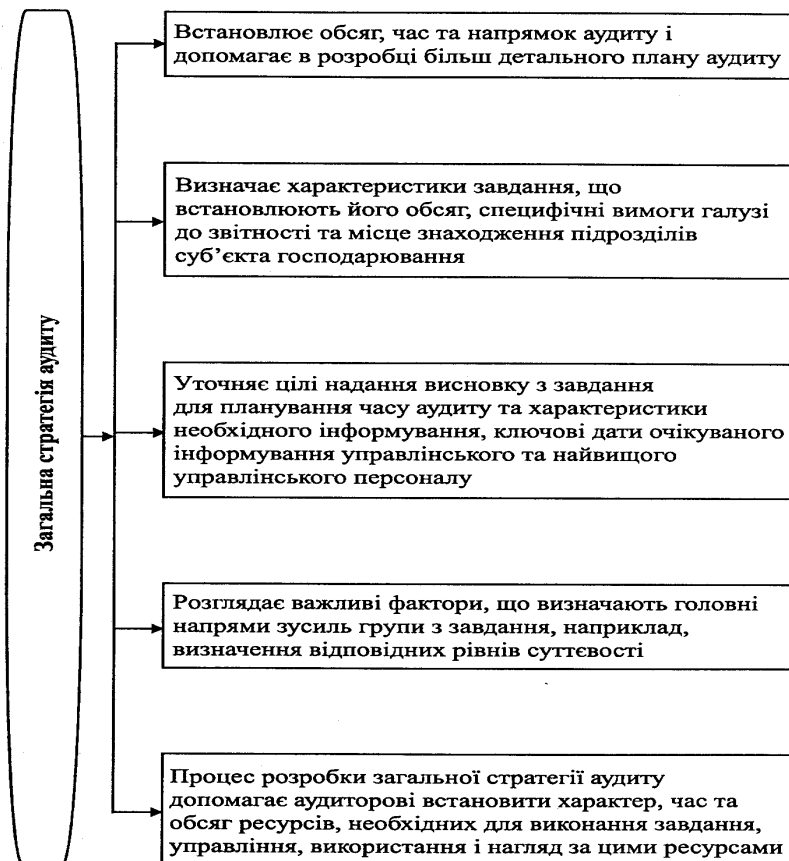 Загальна стратегія аудиту
Встановлює обсяг, час та напрямок аудиту і
допомагає в розробці більш детального плану аудиту
Визначає характеристики завдання, що
встановлюють його обсяг, специфічні вимоги галузі
до звітності та місце знаходження підрозділів
суб’єкта господарювання
Уточняє цілі надання висновку з завдання
для планування часу аудиту та характеристики
необхідного інформування, ключові дати очікуваного
інформування управлінського та найвищого
управлінського персоналу
Розглядає важливі фактори, що визначають головні
напрями зусиль групи з завдання, наприклад,
визначення відповідних рівнів суттєвості
Процес розробки загальної стратегії аудиту
допомагає аудиторові встановити характер, час та
обсяг ресурсів, необхідних для виконання завдання,
управління, використання і нагляд за цими ресурсами